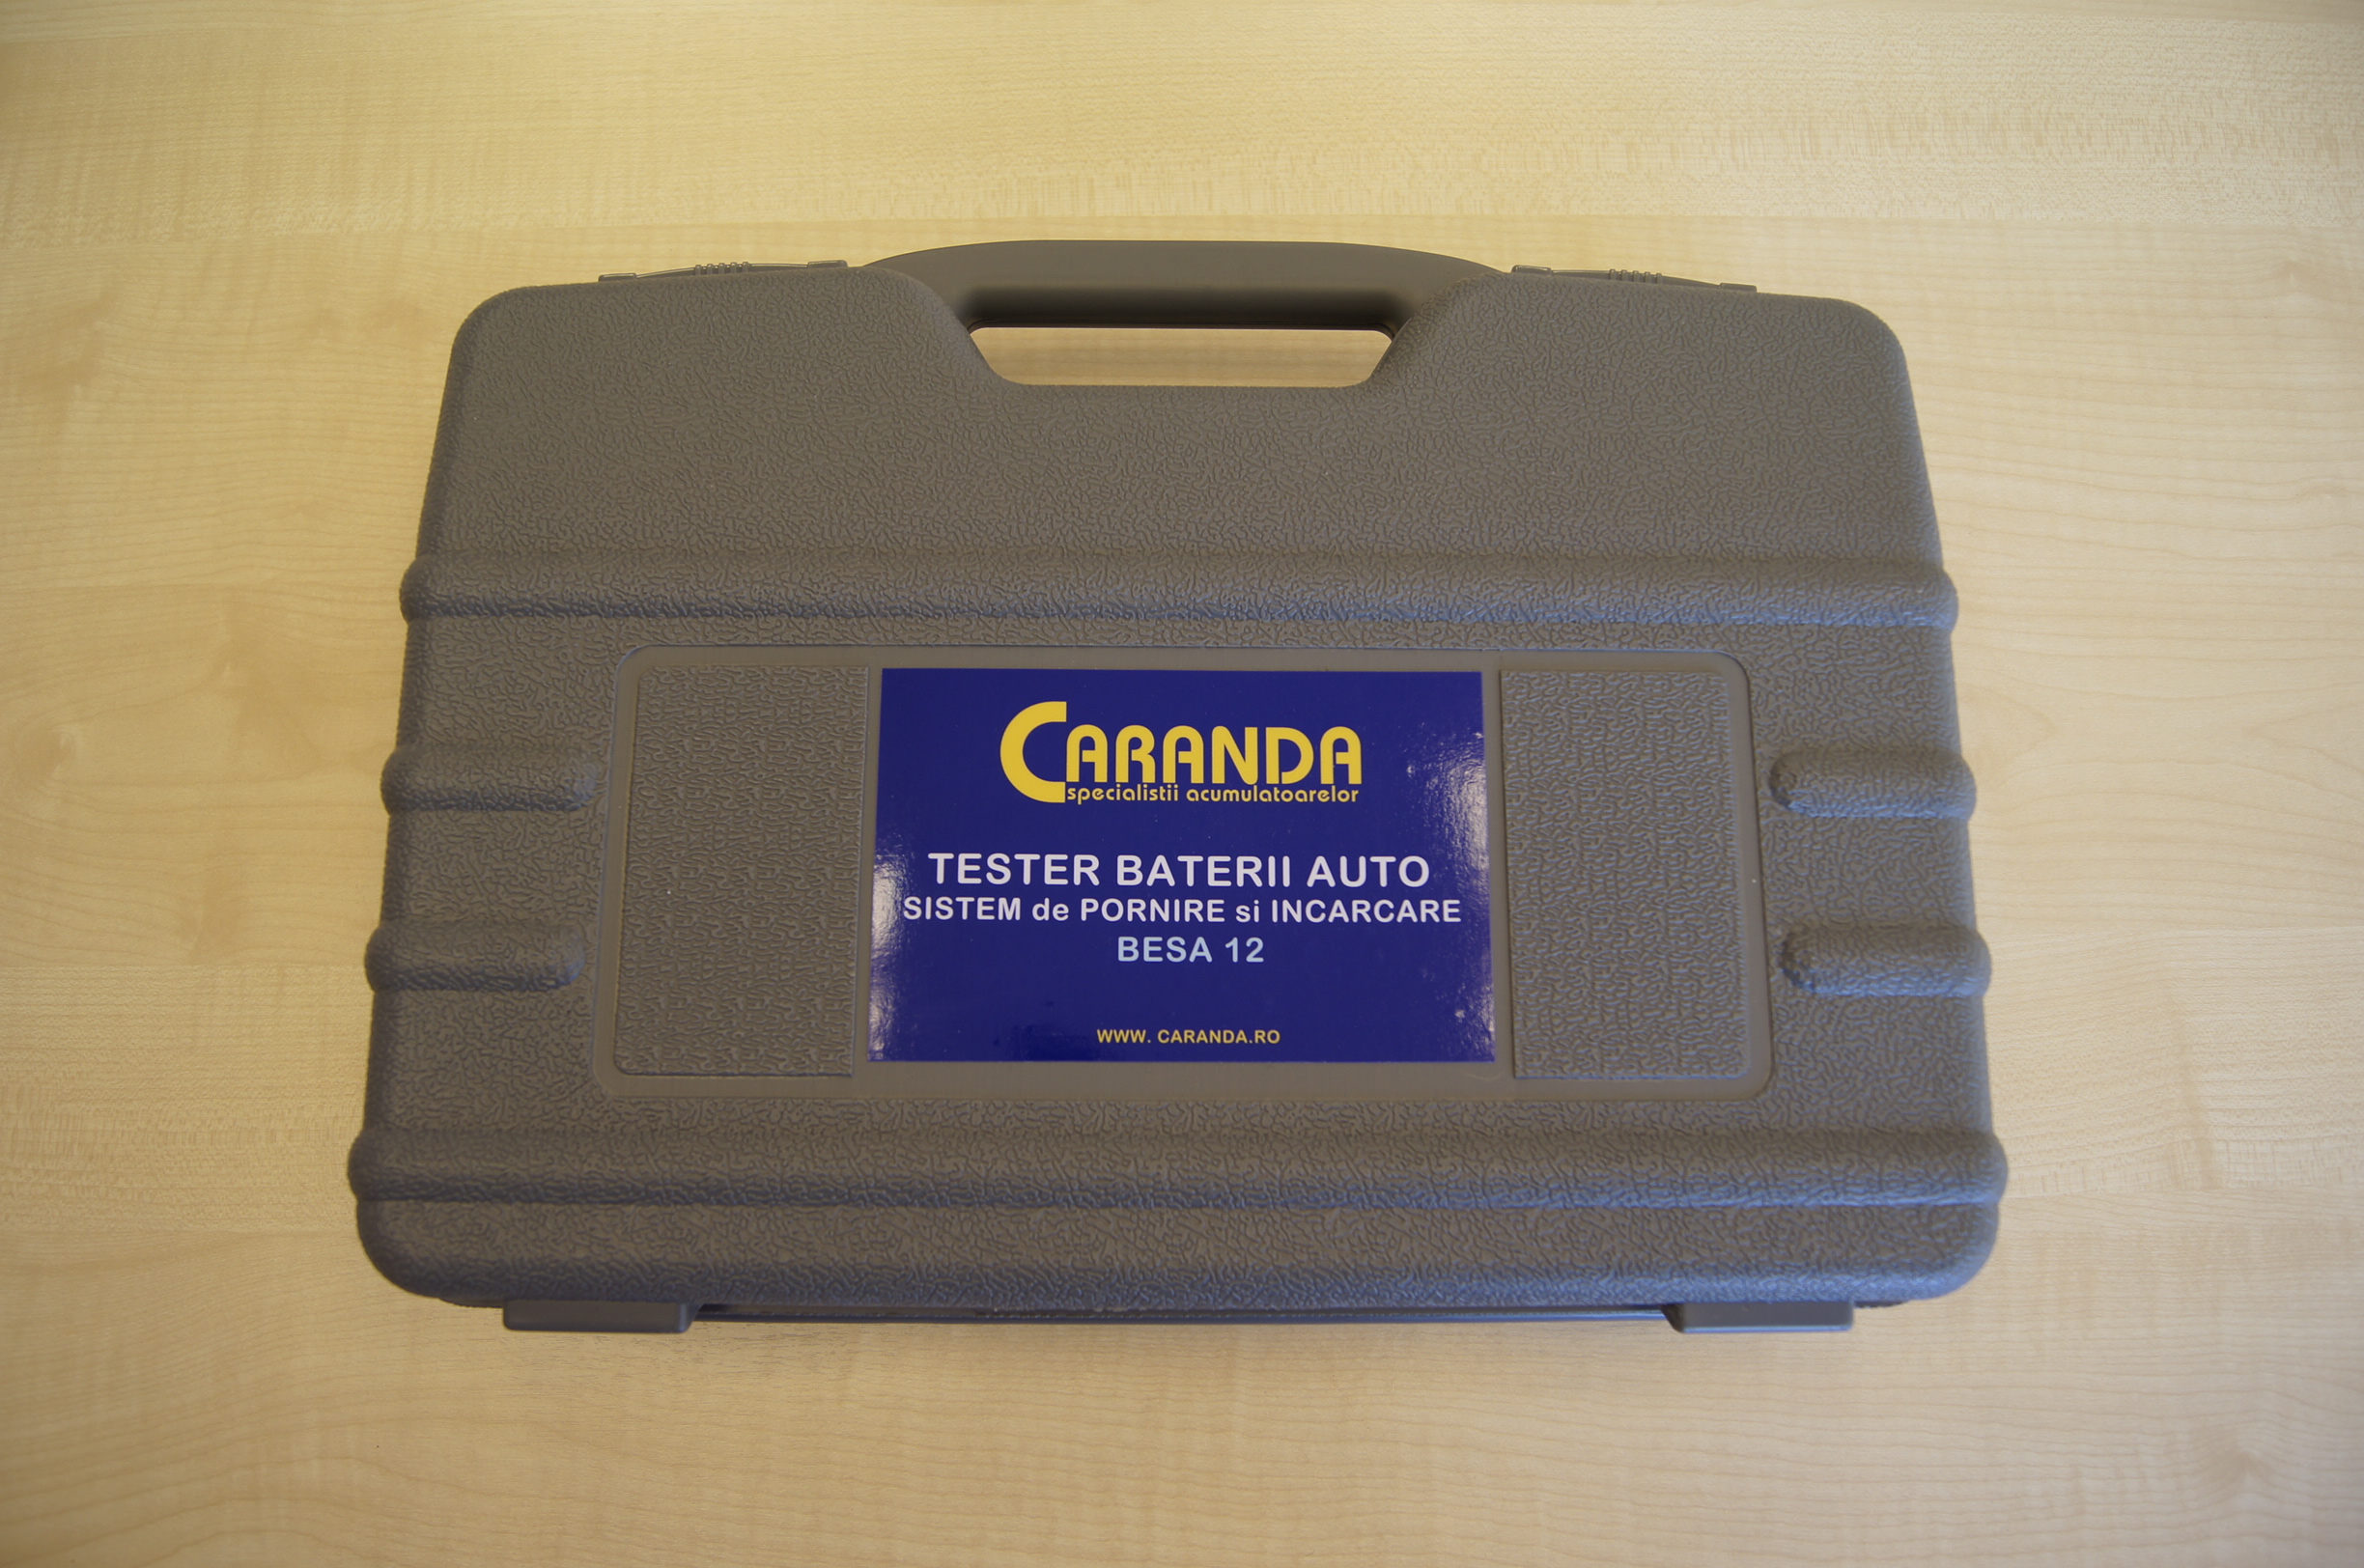 CARANDA
specialistii acumulatoarelor
TESTER BATERII AUTO
SISTEM de PORNIRE si INCARCARE
BESA 12
WWW. CARANDA.RO